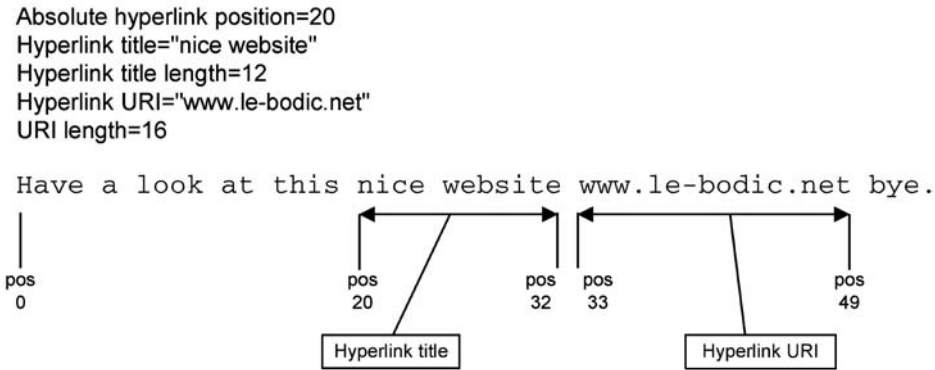 Absolute hyperlink position=20
Hyperlink title="nice website"
Hyperlink title length=12
Hyperlink URI="www.le-bodic.net"
URI length=16
Have a look at this nice website www.le-bodic.net bye.
pos pos pos pos pos
0 20 32 33 49
Hyperlink title Hyperlink URI